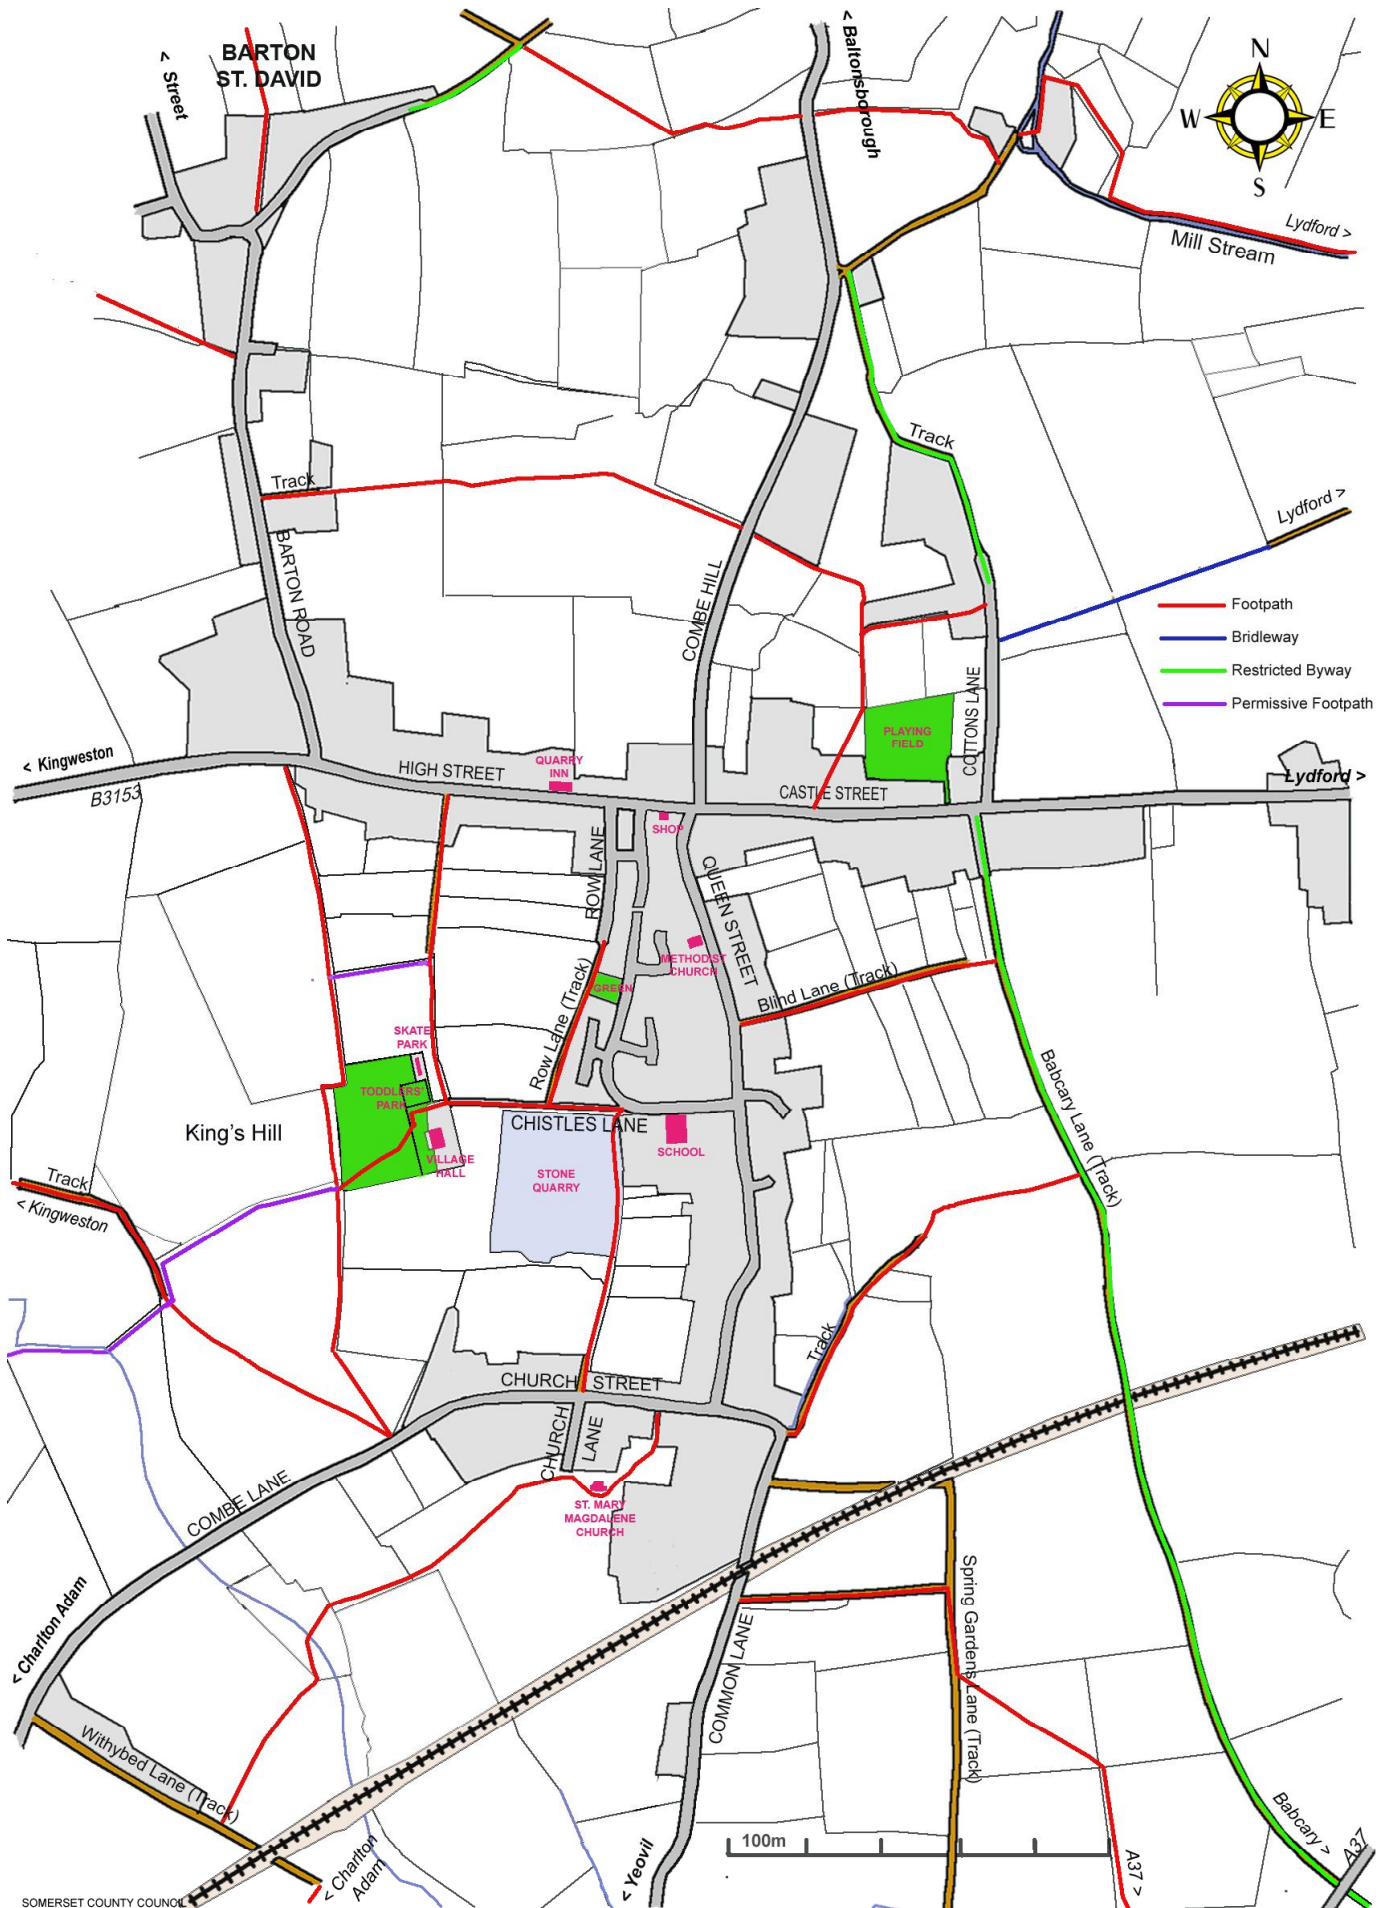 BARTON
ST. DAVID
< Street
< Baltonsborough
N
W
E
S
Lydford >
Mill Stream
Track
Track
Lydford >
BARTON ROAD
COMBE HILL
Footpath
Bridleway
Restricted Byway
Permissive Footpath
COTTONS LANE
PLAYING
FIELD
< Kingweston
B3153
HIGH STREET
QUARRY
INN
CASTLE STREET
Lydford >
SHOP
ROW LANE
QUEEN STREET
METHODIST
CHURCH
Blind Lane (Track)
GREEN
Row Lane (Track)
SKATE
PARK
TODDLERS'
PARK
Babcary Lane (Track)
King's Hill
CHISTLES LANE
SCHOOL
VILLAGE
HALL
STONE
QUARRY
Track
< Kingweston
Track
CHURCH STREET
CHURCH
LANE
COMBE LANE
ST. MARY
MAGDALENE
CHURCH
< Charlton Adam
Spring Gardens Lane (Track)
COMMON LANE
Withybed Lane (Track)
100m
Babcary >
A37
< Charlton
Adam
< Yeovil
A37 >
SOMERSET COUNTY COUNCIL